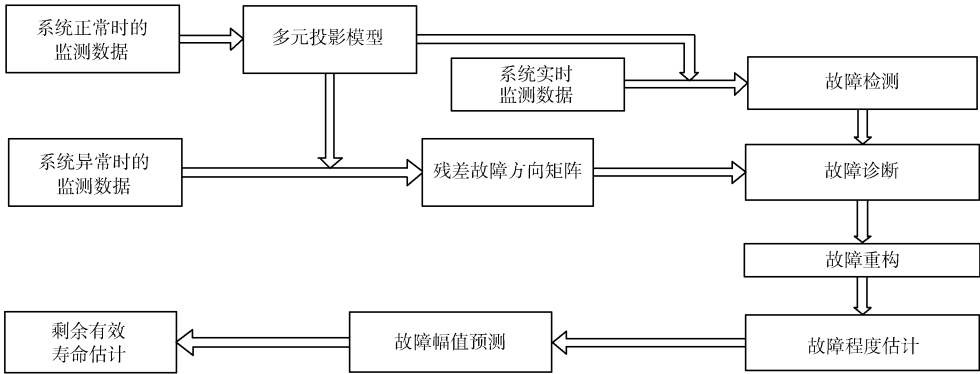 系统正常时的
监测数据
多元投影模型
系统实时
监测数据
故障检测
系统异常时的
监测数据
残差故障方向矩阵
故障诊断
故障重构
剩余有效
寿命估计
故障幅值预测
故障程度估计